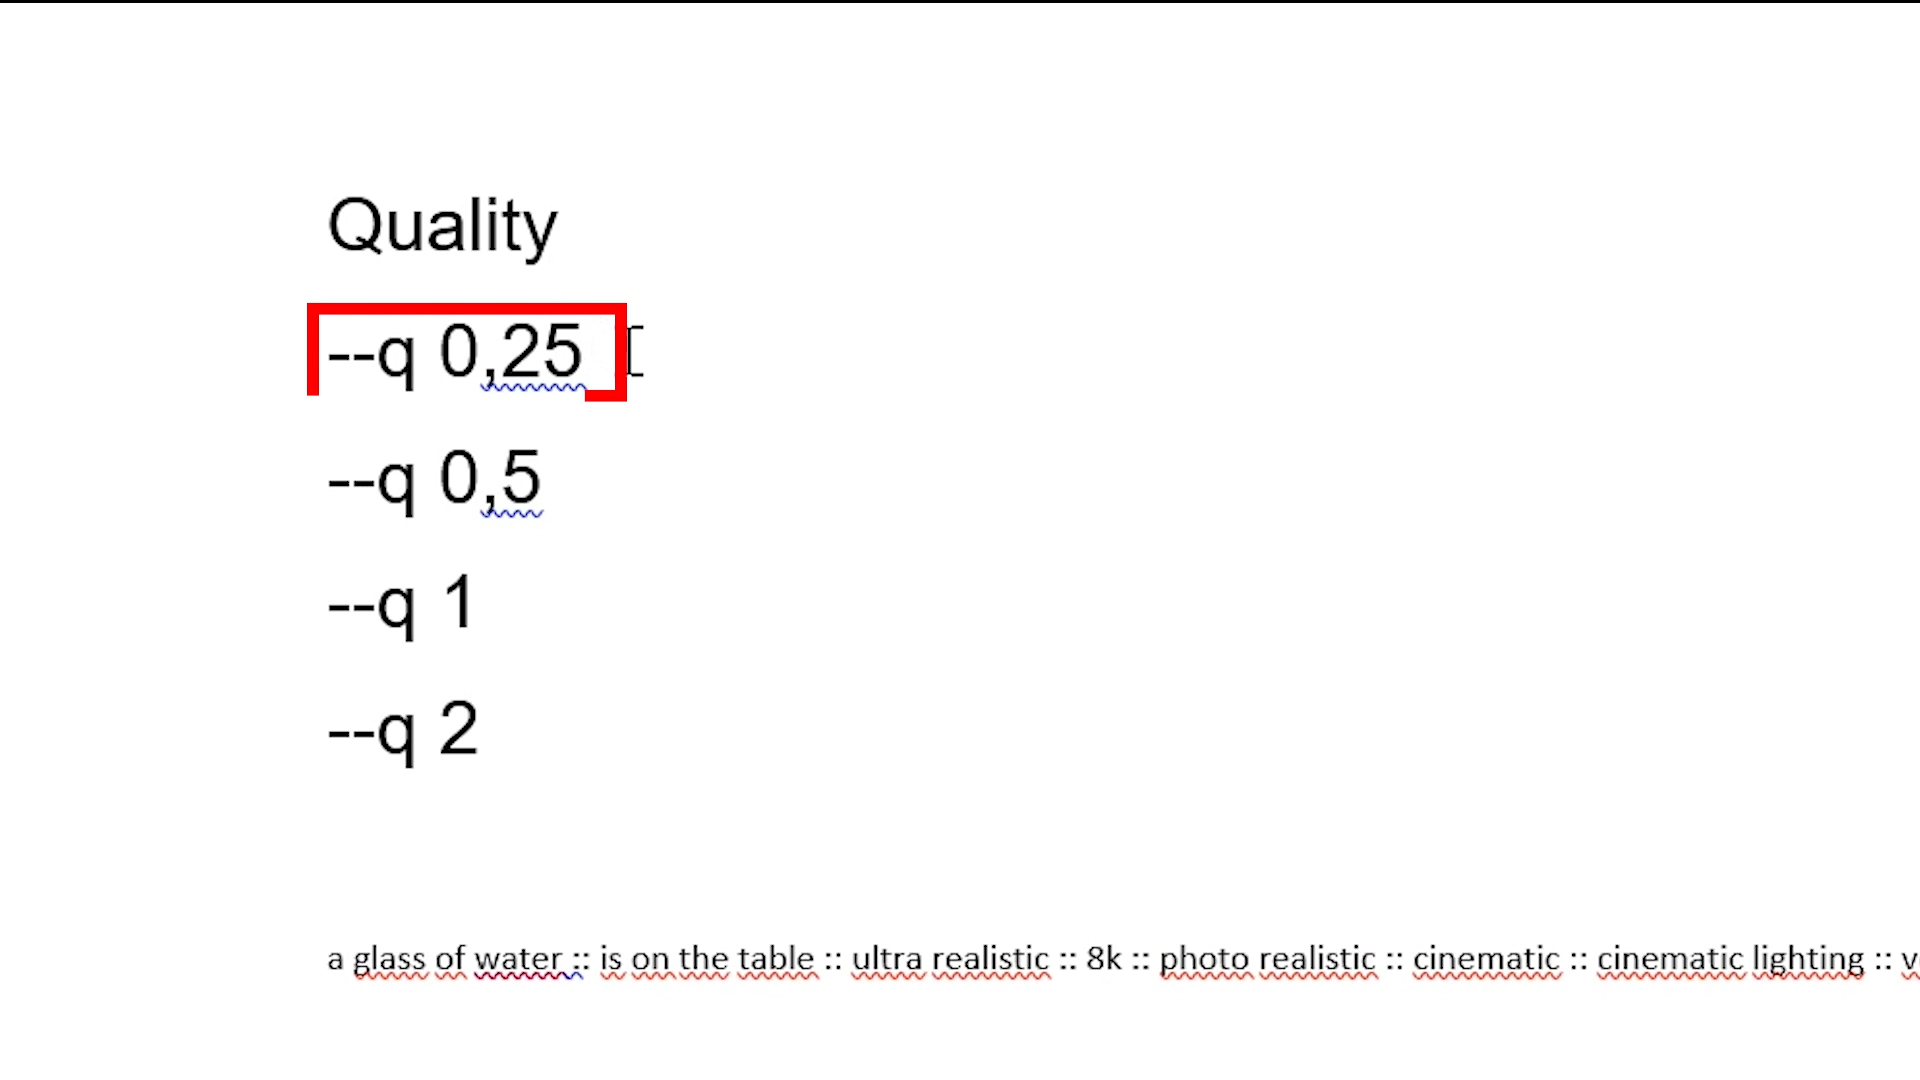 Quality
--q 0,25
--q 0,5
--q 1
--q 2
a glass of water :: is on the table :: ultra realistic :: 8k :: photo realistic :: cinematic :: cinematic lighting ::